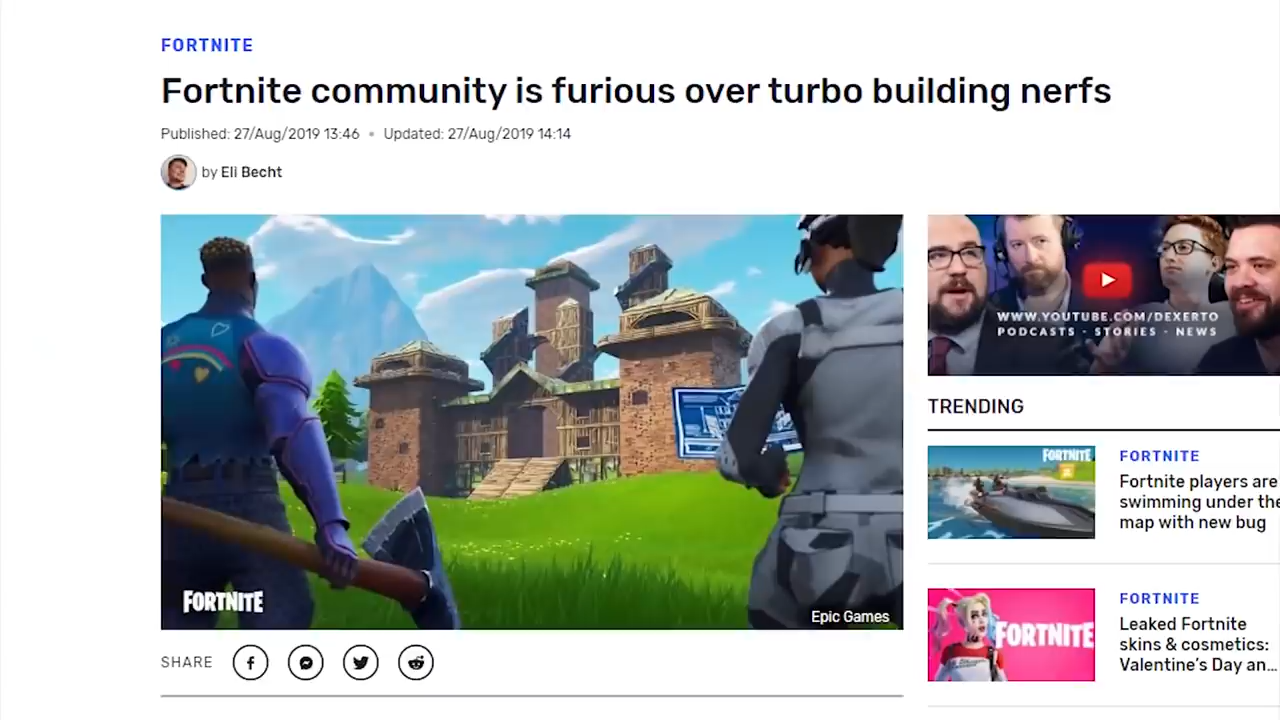 FORTNITE
Fortnite community is furious over turbo building nerfs
Published: 27/Aug/2019 13:46 • Updated: 27/Aug/2019 14:14
by Eli Becht
FORTNITE
Epic Games
SHARE
WWW.YOUTUBE.COM/DEXERTO
PODCASTS - STORIES - NEWS
TRENDING
FORTNITE
FORTNITE
Fortnite players are
swimming under the
map with new bug
FORTNITE
FORTNITE
Leaked Fortnite
skins & cosmetics:
Valentine's Day an...